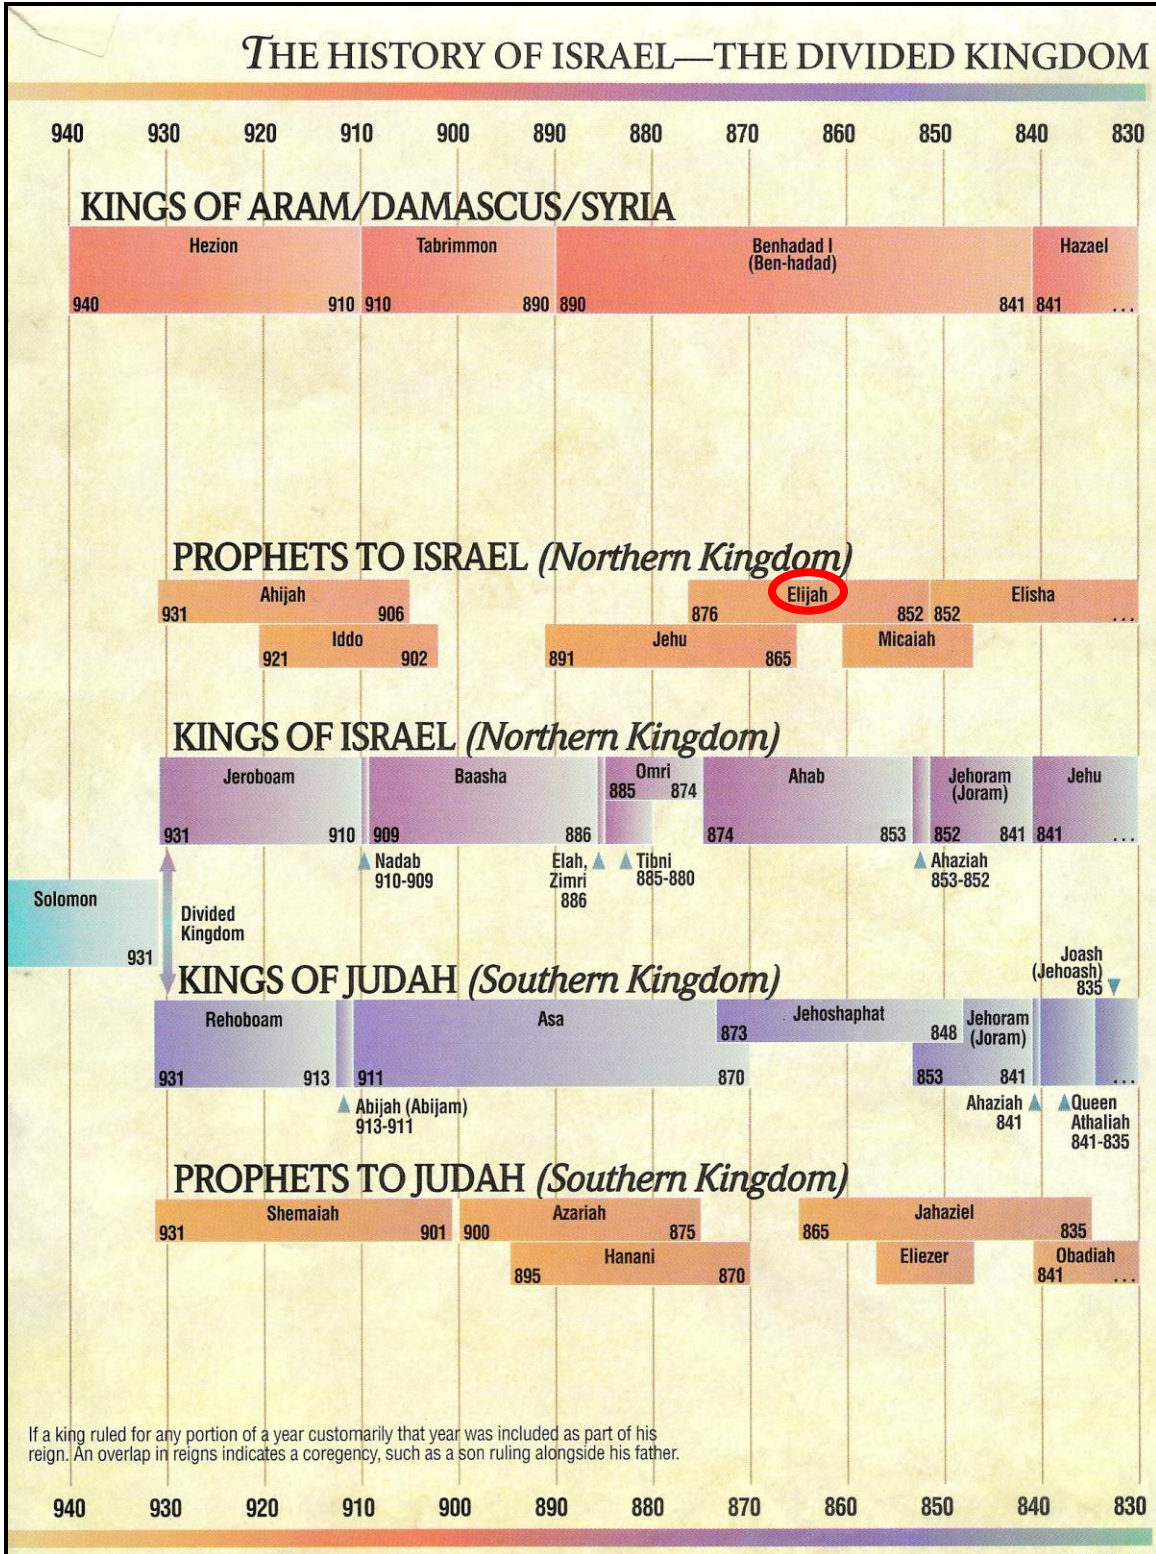 THE HISTORY OF ISRAEL—THE DIVIDED KINGDOM
940 930 920 910 900 890 880 870 860 850 840 830
KINGS OF ARAM/DAMASCUS/SYRIA
Hezion Tabrimmon Benhadad I Hazael
(Ben-hadad)
940 910 910 890 890 841 841 ...
PROPHETS TO ISRAEL (Northern Kingdom)
Ahijah Elijah Elisha
931 906 876 852 852 ...
Iddo Jehu Micaiah
921 902 891 865
KINGS OF ISRAEL (Northern Kingdom)
Jeroboam Baasha Omri Ahab Jehoram Jehu
885 874 (Joram)
931 910 909 886 874 853 852 841 841 ...
Nadab Elah, Tibni Ahaziah
910-909 Zimri 885-880 853-852
886
Solomon
931
Divided
Kingdom
KINGS OF JUDAH (Southern Kingdom)
Joash
(Jehoash)
835
Rehoboam Asa Jehoshaphat Jehoram
873 848 (Joram)
931 913 911 870 853 841 ...
Abijah (Abijam) Ahaziah Queen
913-911 841 Athaliah
841-835
PROPHETS TO JUDAH (Southern Kingdom)
Shemaiah Azariah Jahaziel
931 901 900 875 865 835
Hanani Eliezer Obadiah
895 870 841 ...
If a king ruled for any portion of a year customarily that year was included as part of his
reign. An overlap in reigns indicates a coregency, such as a son ruling alongside his father.
940 930 920 910 900 890 880 870 860 850 840 830